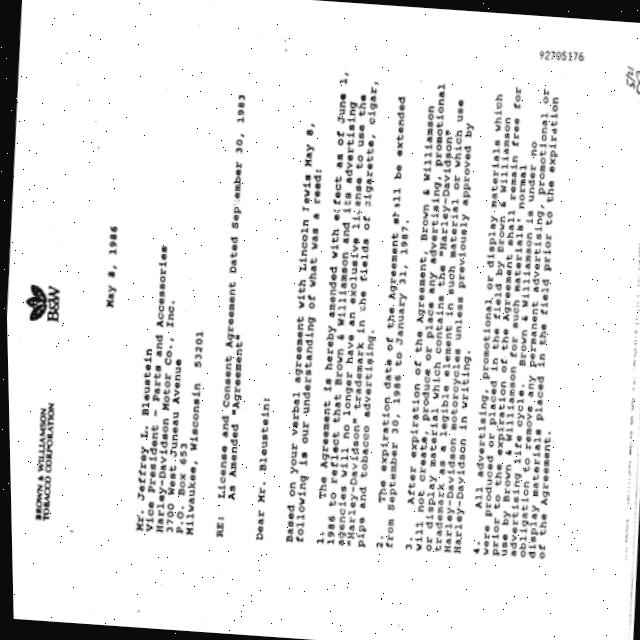 BROWN & WILLIAMSON
TOBACCO CORPORATION
B&W
May 8, 1986
Mr. Jeffrey L. Bleustein
Vice President - Parts and Accessories
Harley-Davidson Motor Co., Inc.
3700 West Juneau Avenue
P.O. Box 653
Milwaukee, Wisconsin 53201
RE: License and Consent Agreement Dated September 30, 1983
As Amended "Agreement"
Dear Mr. Bleustein:
Based on your verbal agreement with Lincoln Lewis May 8,
following is our understanding of what was agreed:
1. The Agreement is hereby amended with effect as of June 1,
1986 to reflect that Brown & Williamson and its advertising
agencies will no longer have an exclusive license to use the
"Harley-Davidson" trademark in the fields of cigarette, cigar,
pipe and tobacco advertising.
2. The expiration date of the Agreement shall be extended
from September 30, 1986 to January 31, 1987.
3. After expiration of the Agreement, Brown & Williamson
will not create, produce or place any advertising, promotional
or display material which contains the "Harley-Davidson"
trademark as a legible element in such material or which use
Harley-Davidson motorcycles unless previously approved by
Harley-Davidson in writing.
4. All advertising, promotional or display materials which
were produced or placed in the field by Brown & Williamson
prior to the expiration of the Agreement shall remain free for
use by Brown & Williamson for such materials' normal
advertising life cycle. Brown & Williamson is under no
obligation to remove any permanent advertising, promotional or
display materials placed in the field prior to the expiration
of the Agreement.
92705176